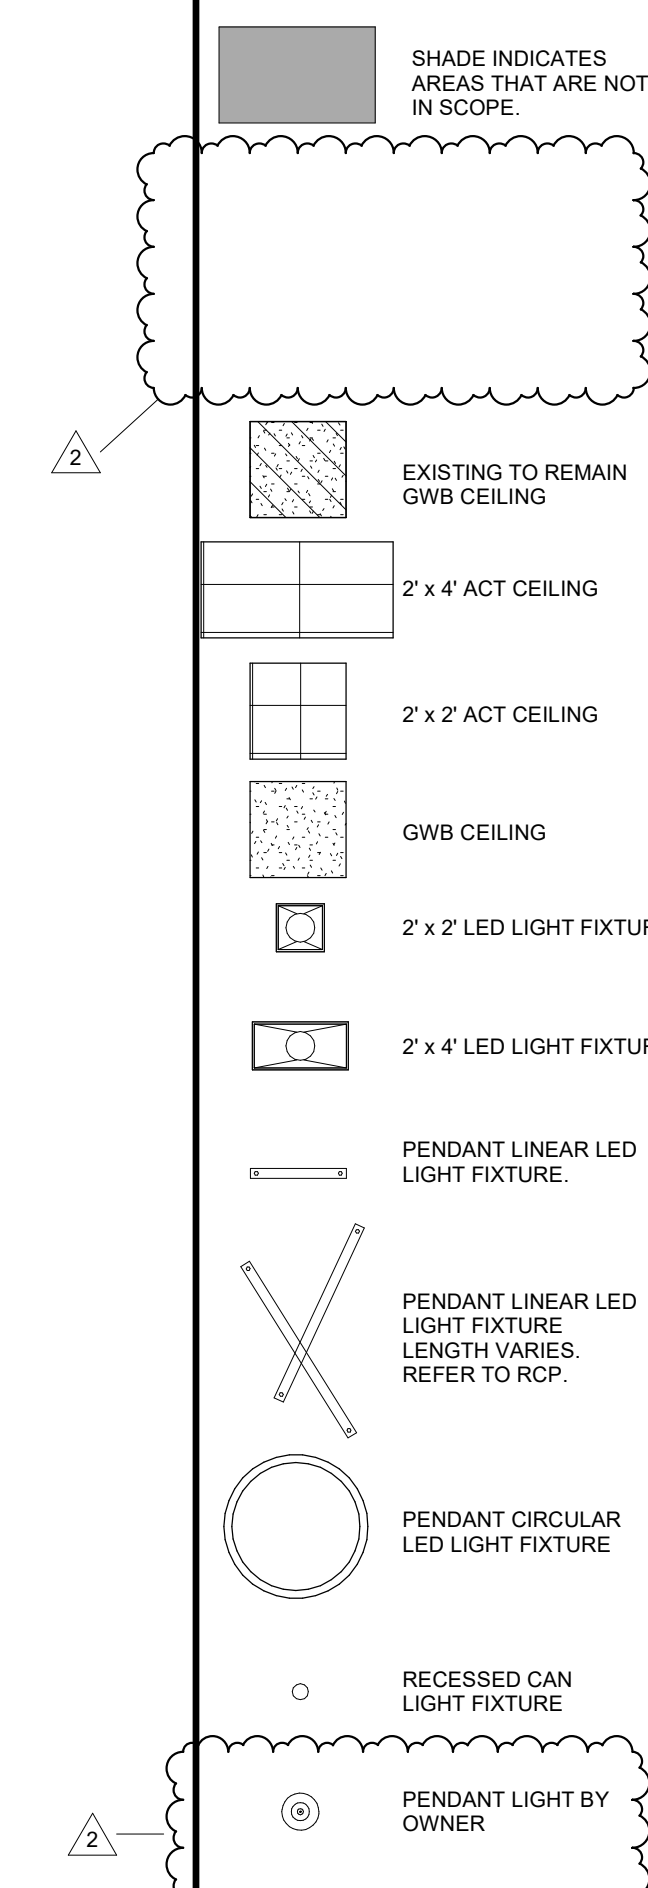 SHADE INDICATES
AREAS THAT ARE NOT
IN SCOPE.
2
EXISTING TO REMAIN
GWB CEILING
2' x 4' ACT CEILING
2' x 2' ACT CEILING
GWB CEILING
2' x 2' LED LIGHT
2' x 4' LED LIGHT
PENDANT LINEAR LED
LIGHT FIXTURE.
PENDANT LINEAR LED
LIGHT FIXTURE
LENGTH VARIES.
REFER TO RCP.
PENDANT CIRCULAR
LED LIGHT FIXTURE
RECESSED CAN
LIGHT FIXTURE
PENDANT LIGHT BY
OWNER
2